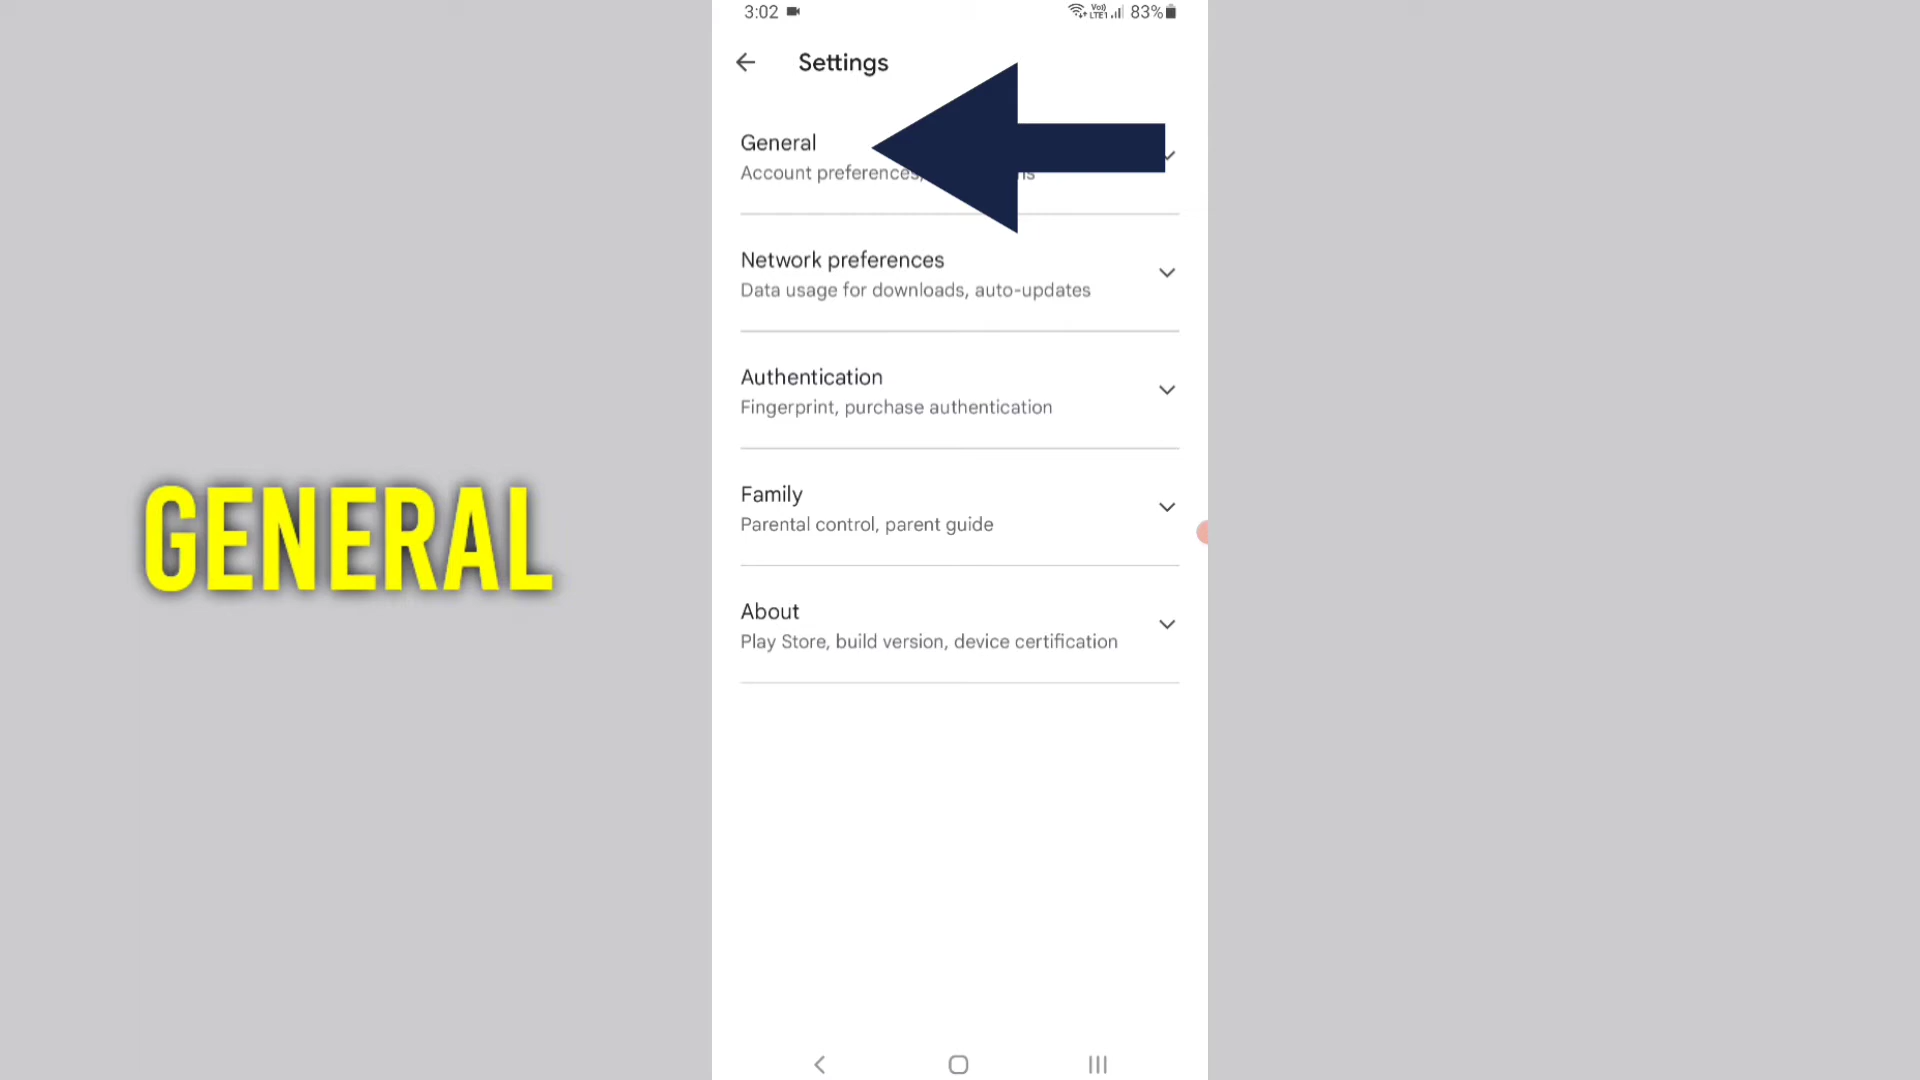 3:02 83%
Settings
General
Account preferences,
Network preferences
Data usage for downloads, auto-updates
Authentication
Fingerprint, purchase authentication
Family
Parental control, parent guide
About
Play Store, build version, device certification
GENERAL